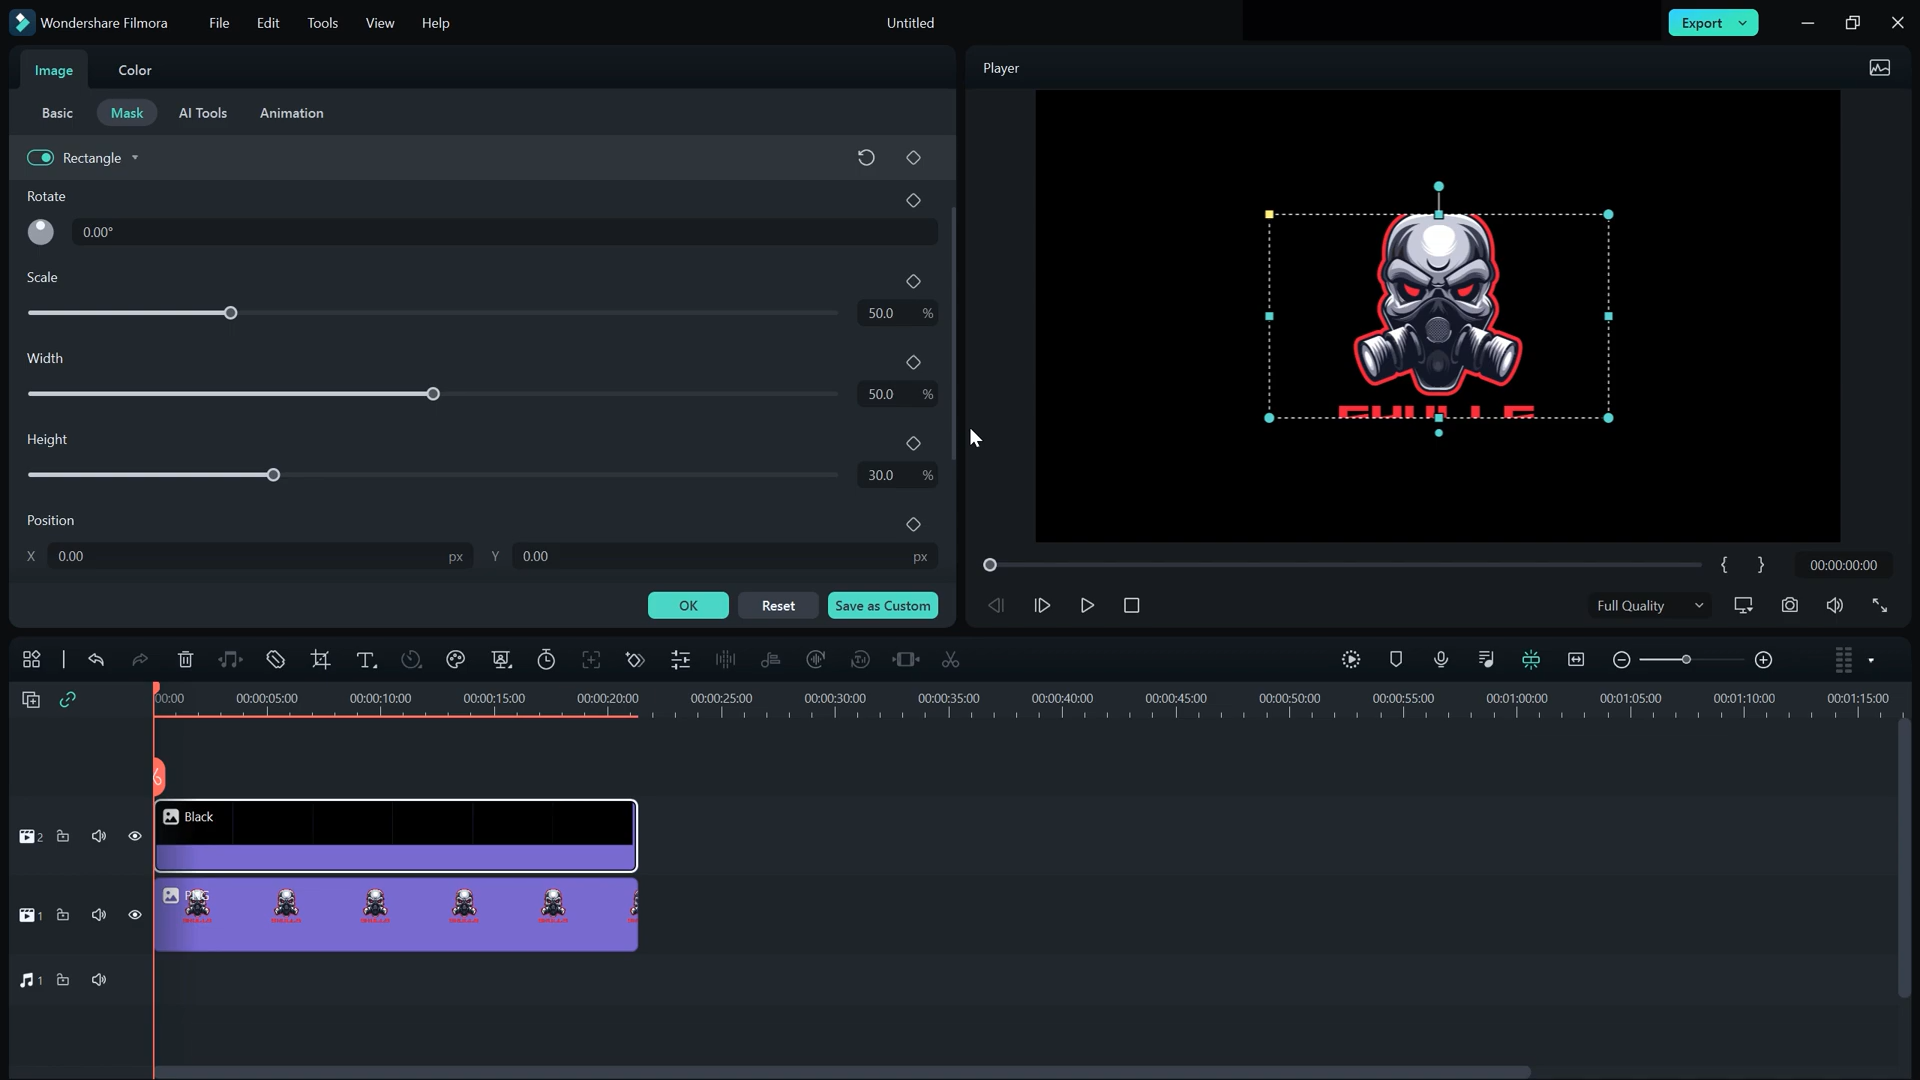 Wondershare Filmora File Edit Tools View Help Untitled Export
Image Color
Player
Basic Mask AI Tools Animation
Rectangle
Rotate
0.00°
Scale
50.0 %
Width
50.0 %
Height
30.0 %
Position
X 0.00 px Y 0.00 px
OK Reset Save as Custom
{ } 00:00:00:00
Full Quality
00:00 00:00:05:00 00:00:10:00 00:00:15:00 00:00:20:00 00:00:25:00 00:00:30:00 00:00:35:00 00:00:40:00 00:00:45:00 00:00:50:00 00:00:55:00 00:01:00:00 00:01:05:00 00:01:10:00 00:01:15:00
Black
2
PNG
1
1